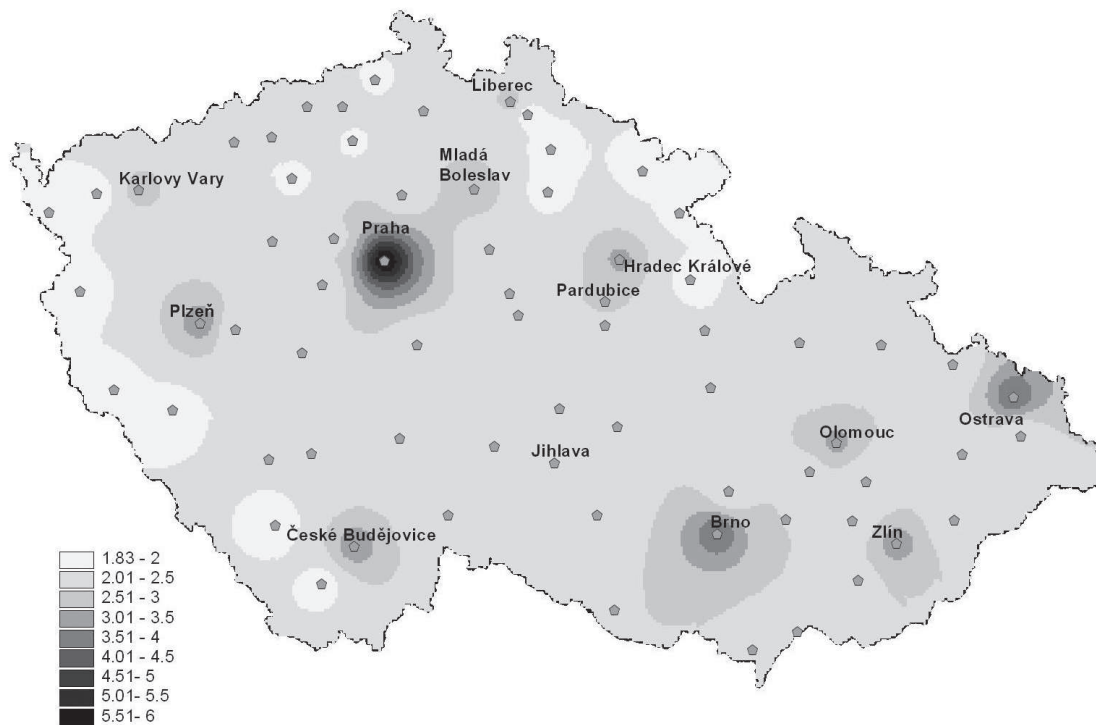 Liberec
Mladá
Boleslav
Karlovy Vary
Praha
Hradec Králové
Pardubice
Plzeň
Ostrava
Olomouc
Jihlava
Brno
Zlín
České Budějovice
1.83 - 2
2.01 - 2.5
2.51 - 3
3.01 - 3.5
3.51 - 4
4.01 - 4.5
4.51 - 5
5.01- 5.5
5.51- 6